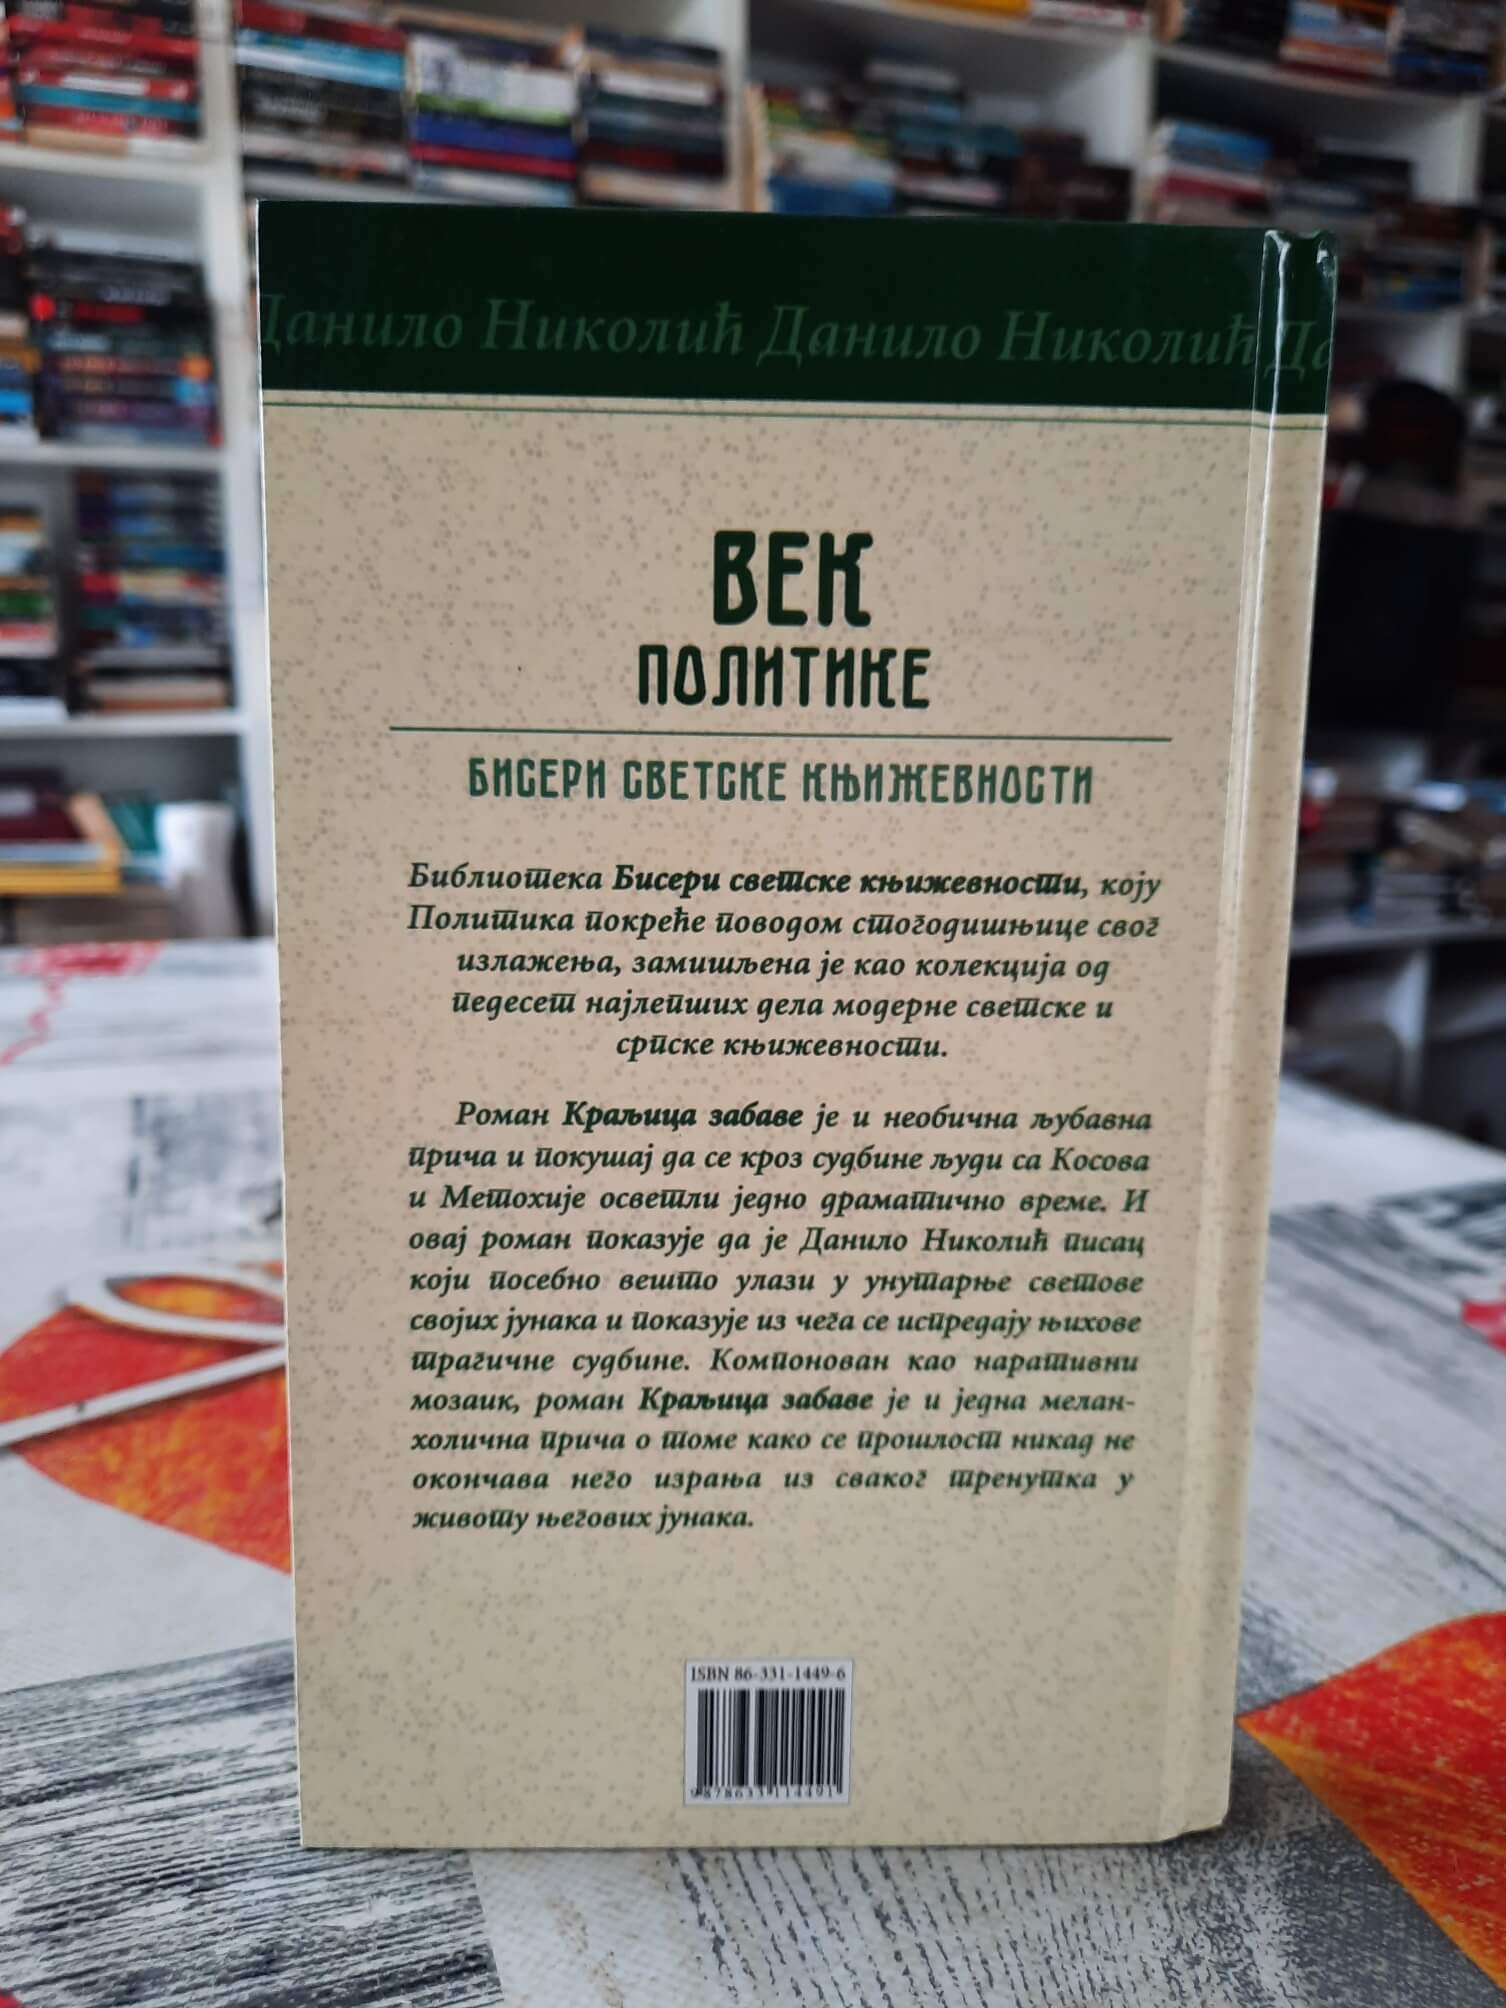 Данило Николић Данило Николић Да
ВЕК
ПОЛИТИКЕ
БИСЕРИ СВЕТСКЕ КЊИЖЕВНОСТИ
Библиотека Бисери светске књижевности, коју
Политика покреће поводом стогодишњице свог
излажења, замишљена је као колекција од
педесет најлепших дела модерне светске и
српске књижевности.
Роман Краљица забаве је и необична љубавна
прича и покушај да се кроз судбине људи са Косова
и Метохије осветли једно драматично време. И
овај роман показује да је Данило Николић писац
који посебно вешто улази у унутарње светове
својих јунака и показује из чега се испредају њихове
трагичне судбине. Компонован као наративни
мозаик, роман Краљица забаве је и једна мелан-
холична прича о томе како се прошлост никад не
окончава него израња из сваког тренутка у
животу његових јунака.
ISBN 86-331-1449-6
9 788633 114491